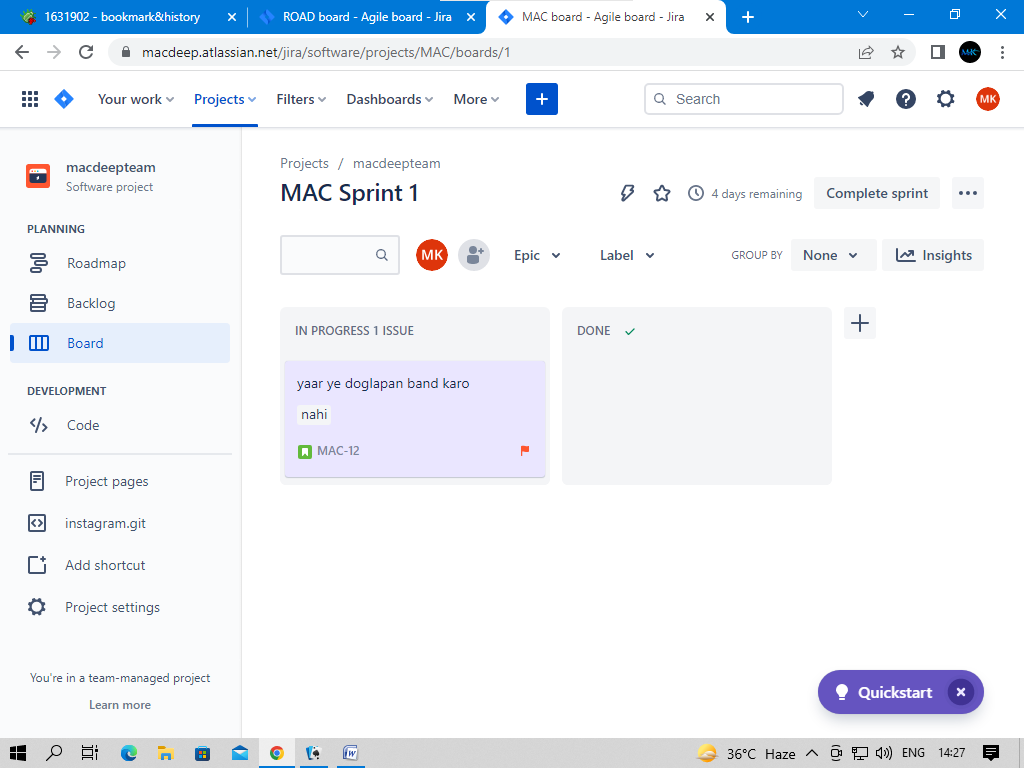 1631902 - bookmark&history
ROAD board - Agile board - Jira
MAC board - Agile board - Jira
macdeep.atlassian.net/jira/software/projects/MAC/boards/1
Your work
Projects
Filters
Dashboards
More
Search
MK
macdeepteam
Software project
PLANNING
Roadmap
Backlog
Board
DEVELOPMENT
Code
Project pages
instagram.git
Add shortcut
Project settings
You're in a team-managed project
Learn more
Projects / macdeepteam
MAC Sprint 1
4 days remaining
Complete sprint
MK
Epic
Label
GROUP BY
None
Insights
IN PROGRESS 1 ISSUE
yaar ye doglapan band karo
nahi
MAC-12
DONE
Quickstart
36°C Haze
ENG
14:27